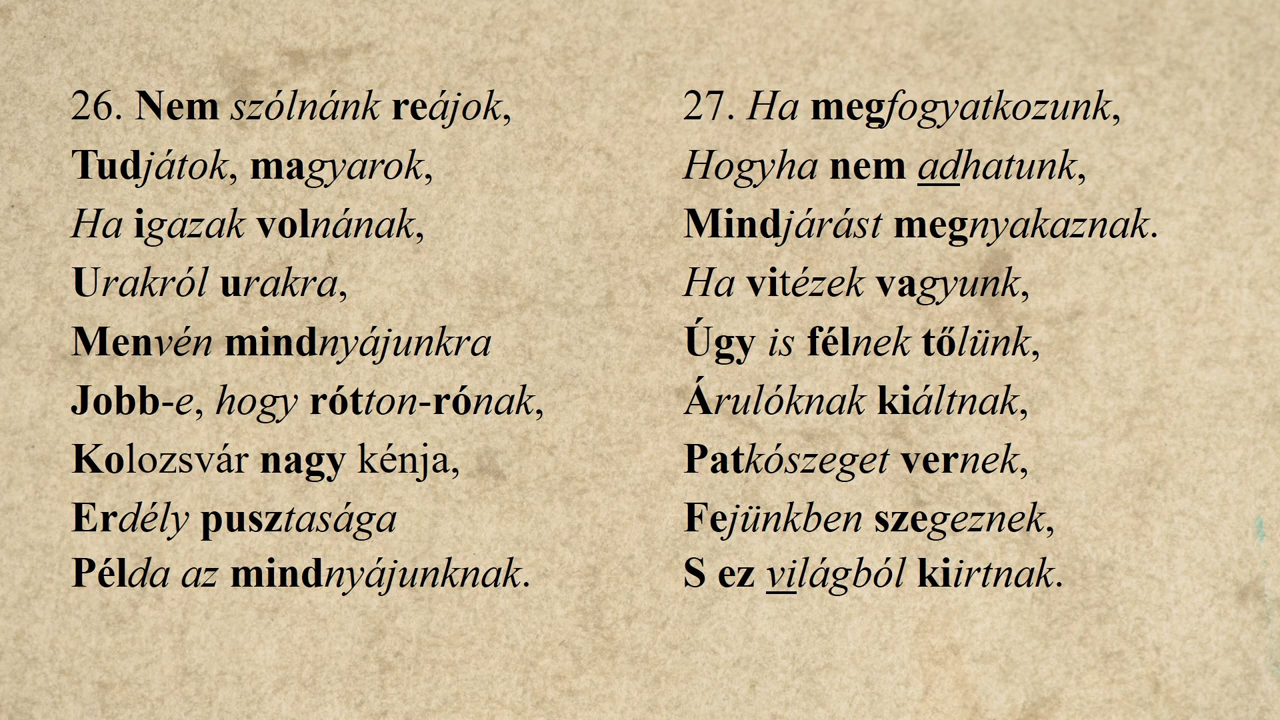 26. Nem szólnánk reájok,
Tudjátok, magyarok,
Ha igazak volnának,
Urakról urakra,
Menvén mindnyájunkra
Jobb-e, hogy rótton-rónak,
Kolozsvár nagy kénja,
Erdély pusztasága
Példa az mindnyájunknak.
27. Ha megfogyatkozunk,
Hogyha nem adhatunk,
Mindjárást megnyakaznak.
Ha vitézek vagyunk,
Úgy is félnek tőlünk,
Árulóknak kiáltnak,
Patkószeget vernek,
Fejünkben szegeznek,
S ez világból kiirtnak.